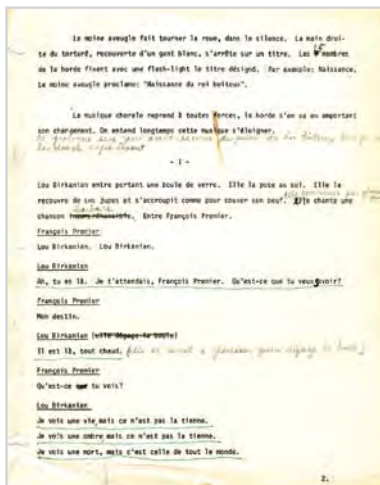 Le moine aveugle fait tourner la roue, dans le silence. La main droi-
te du torturé, recouverte d'un gant blanc, s'arrête sur un titre. Les 15 membres
de la horde fixent avec une flash-light le titre désigné. Par exemple: Naissance.
Le moine aveugle proclame: "Naissance du roi boiteux".
La musique chorale reprend à toutes forces, la horde s'en va en emportant
son chargement. On entend longtemps cette musique s'éloigner.
- 1 -
Lou Birkanian entre portant une boule de verre. Elle la pose au sol. Elle la
recouvre de ses jupes et s'accroupit comme pour couver son oeuf. Elle chante une
chanson Entre François Premier.
François Premier
Lou Birkanian. Lou Birkanian.
Lou Birkanian
Ah, tu es là. Je t'attendais, François Premier. Qu'est-ce que tu veux savoir?
François Premier
Mon destin.
Lou Birkanian (elle dégage la boule)
Il est là, tout chaud.
François Premier
Qu'est-ce que tu vois?
Lou Birkanian
Je vois une vie, mais ce n'est pas la tienne.
Je vois une ombre mais ce n'est pas la tienne.
Je vois une mort, mais c'est celle de tout le monde.
2.